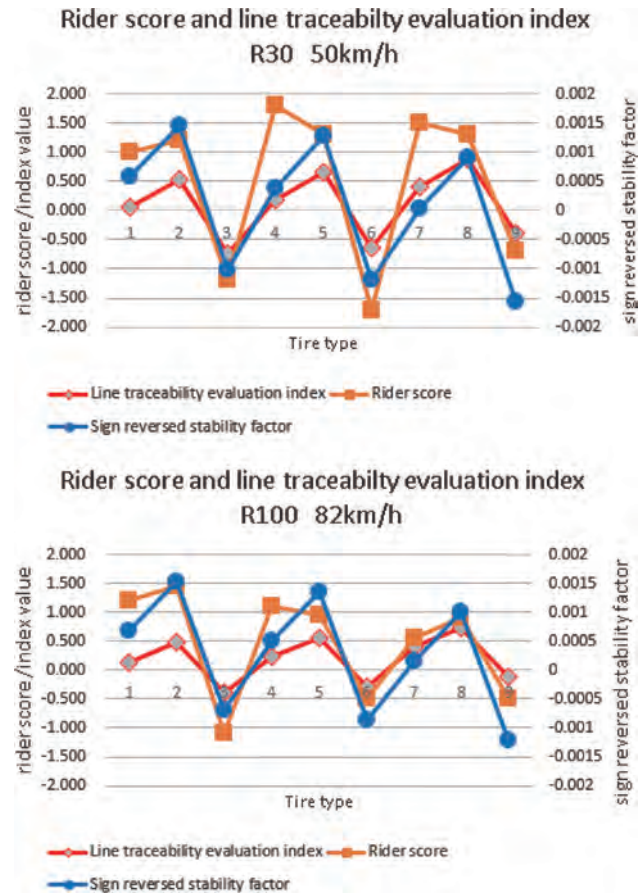 Rider score and line traceabilty evaluation index
R30 50km/h
rider score/index value
2.000
1.500
1.000
0.500
0.000
-0.500
-1.000
-1.500
-2.000
1 2 3 4 5 6 7 8 9
0.002
0.0015
0.001
0.0005
0
-0.0005
-0.001
-0.0015
-0.002
sign reversed stability factor
Tire type
Line traceability evaluation index Rider score
Sign reversed stability factor
Rider score and line traceabilty evaluation index
R100 82km/h
rider score/index value
2.000
1.500
1.000
0.500
0.000
-0.500
-1.000
-1.500
-2.000
1 2 3 4 5 6 7 8 9
0.002
0.0015
0.001
0.0005
0
-0.0005
-0.001
-0.0015
-0.002
sign reversed stability factor
Tire type
Line traceability evaluation index Rider score
Sign reversed stability factor